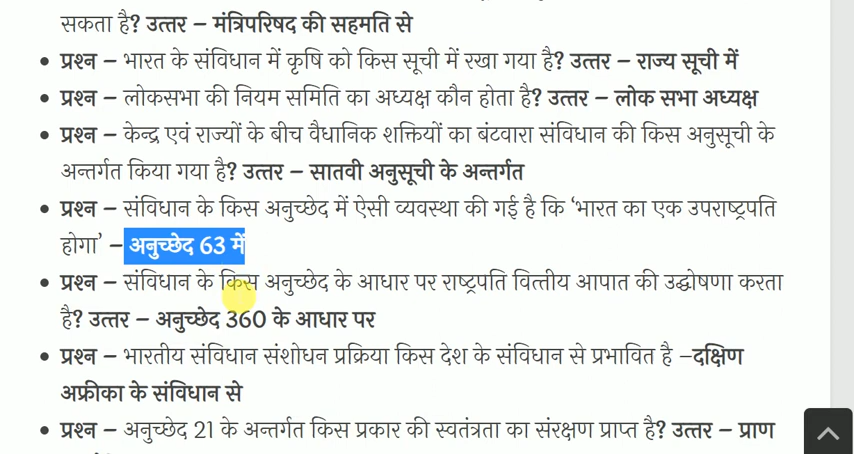 सकता है? उत्तर – मंत्रिपरिषद की सहमति से
प्रश्न – भारत के संविधान में कृषि को किस सूची में रखा गया है? उत्तर – राज्य सूची में
प्रश्न – लोकसभा की नियम समिति का अध्यक्ष कौन होता है? उत्तर – लोक सभा अध्यक्ष
प्रश्न – केन्द्र एवं राज्यों के बीच वैधानिक शक्तियों का बंटवारा संविधान की किस अनुसूची के
अन्तर्गत किया गया है? उत्तर – सातवी अनुसूची के अन्तर्गत
प्रश्न – संविधान के किस अनुच्छेद में ऐसी व्यवस्था की गई है कि ‘भारत का एक उपराष्ट्रपति
होगा’ – अनुच्छेद 63 में
प्रश्न – संविधान के किस अनुच्छेद के आधार पर राष्ट्रपति वित्तीय आपात की उद्घोषणा करता
है? उत्तर – अनुच्छेद 360 के आधार पर
प्रश्न – भारतीय संविधान संशोधन प्रक्रिया किस देश के संविधान से प्रभावित है –दक्षिण
अफ्रीका के संविधान से
प्रश्न – अनुच्छेद 21 के अन्तर्गत किस प्रकार की स्वतंत्रता का संरक्षण प्राप्त है? उत्तर – प्राण